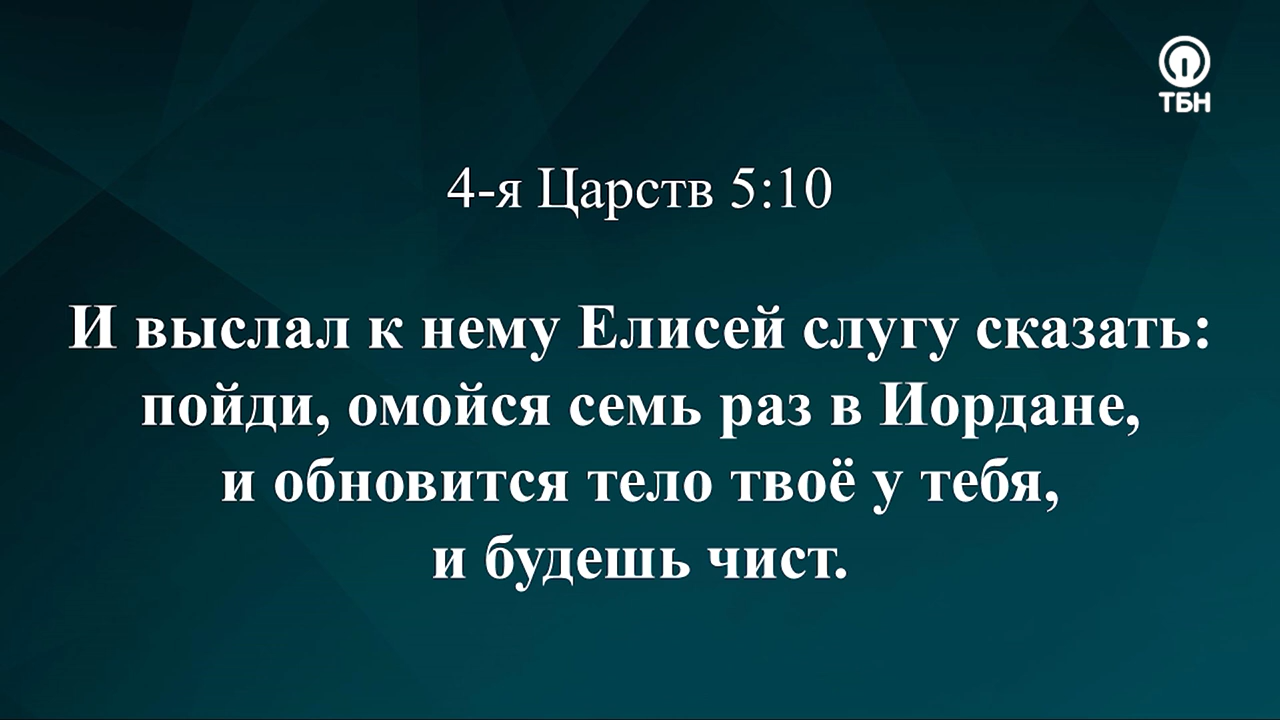 ТБН
4-я Царств 5:10
И выслал к нему Елисей слугу сказать:
пойди, омойся семь раз в Иордане,
и обновится тело твоё у тебя,
и будешь чист.